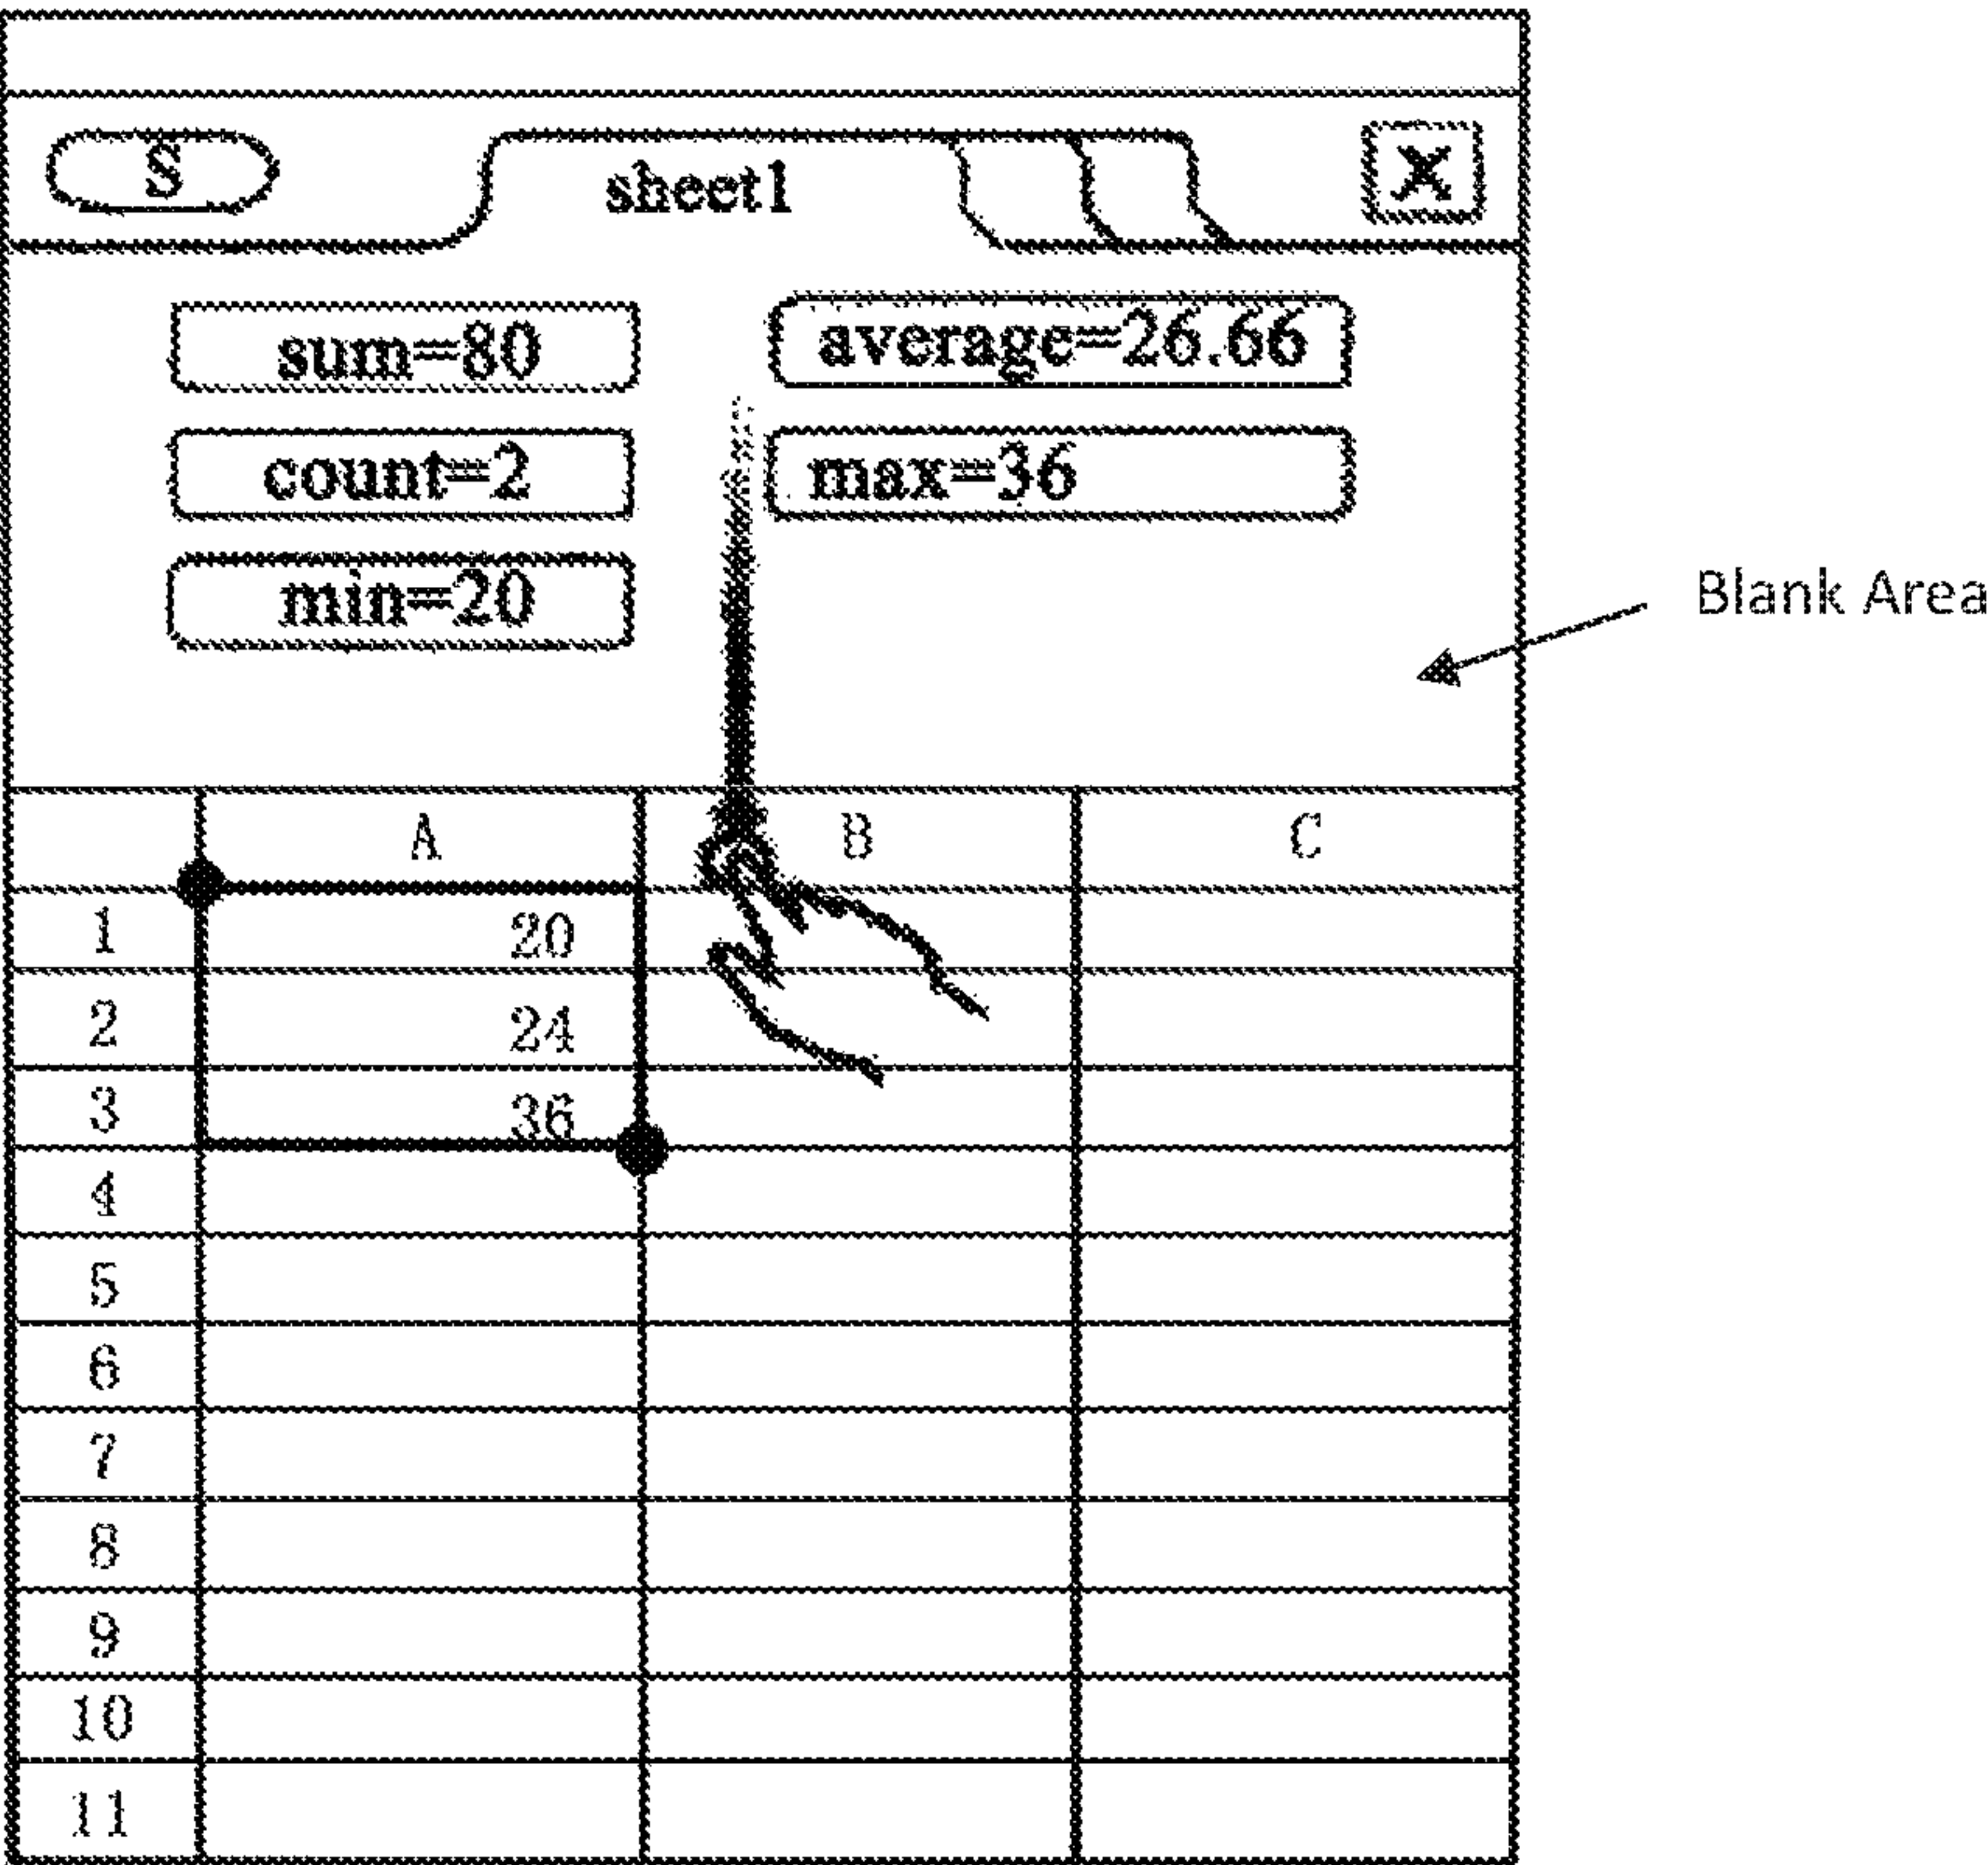 S sheet1 X
sum=80 average=26.66
count=2 max=36
min=20
Blank Area
A B C
1 20
2 24
3 36
4
5
6
7
8
9
10
11